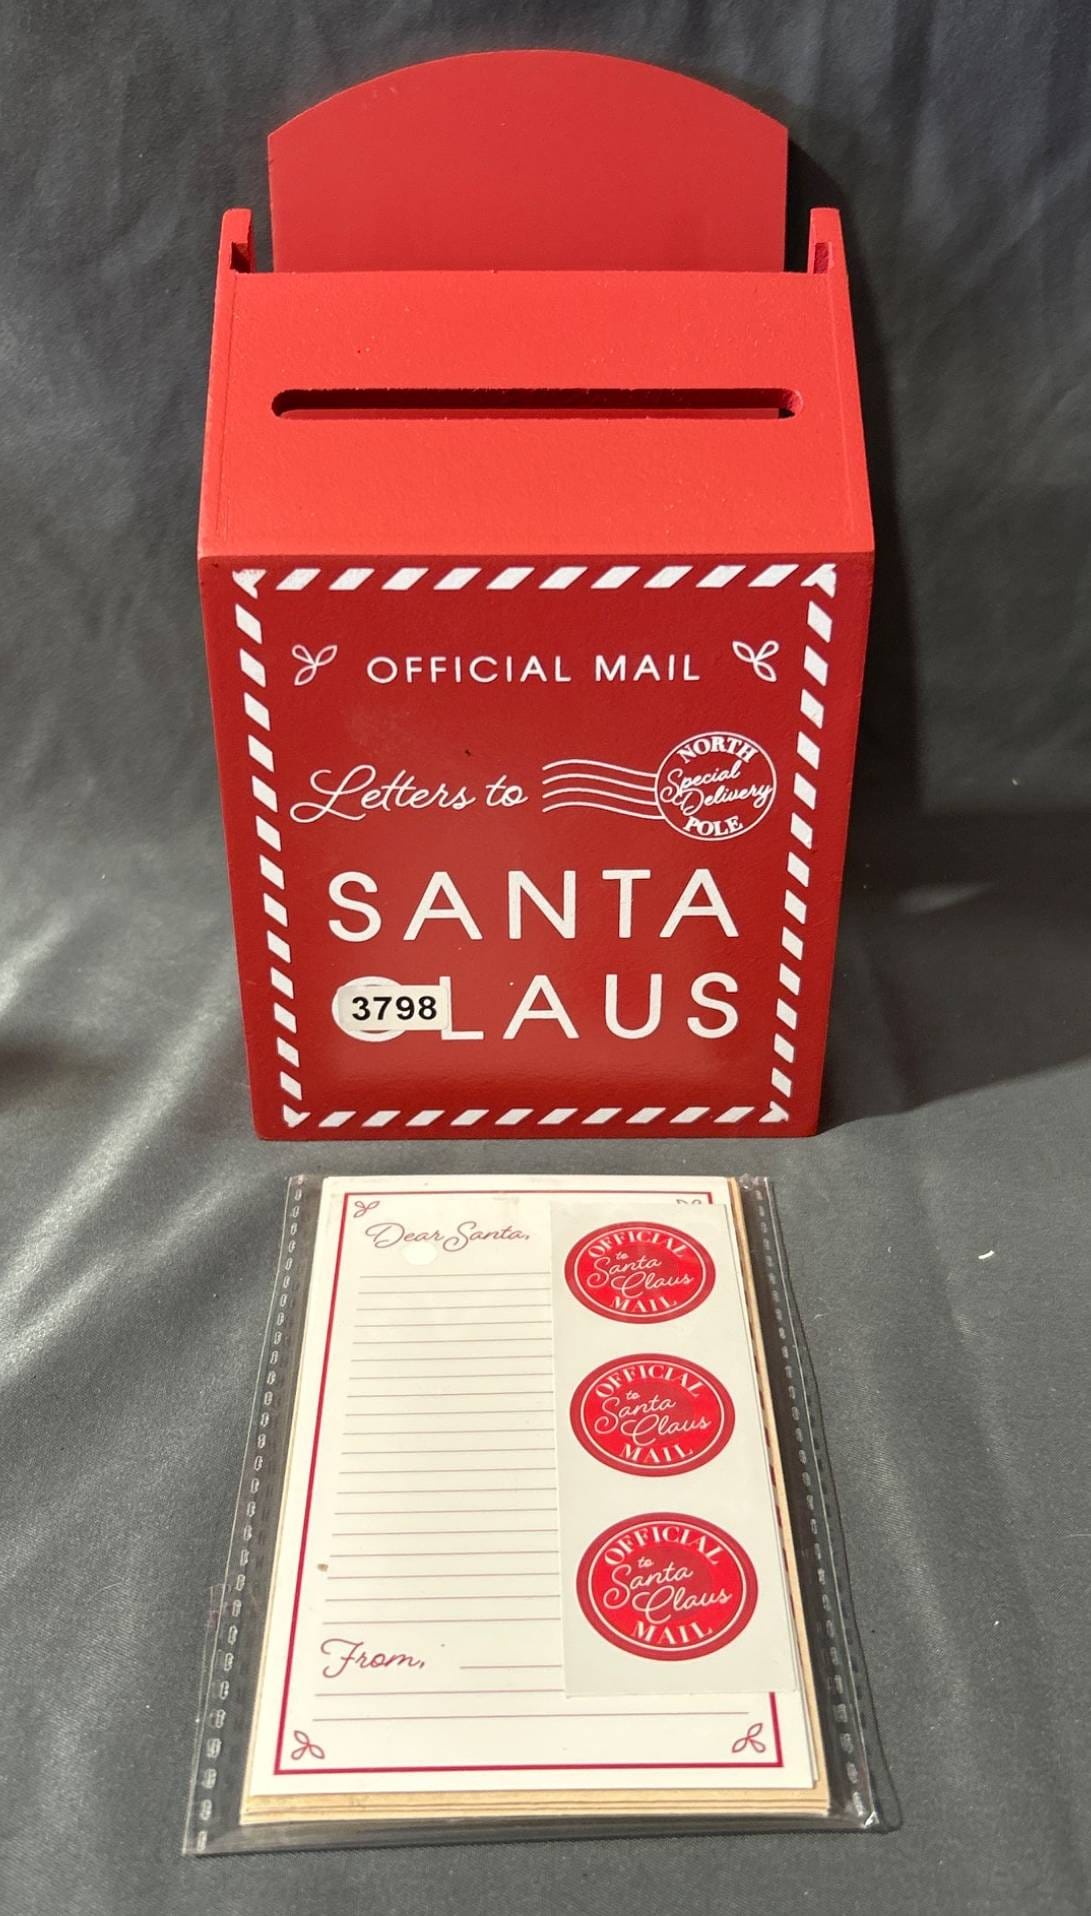 OFFICIAL MAIL
Letters to
NORTH
Special
Delivery
POLE
SANTA
CLAUS
3798
Dear Santa,
From,
OFFICIAL
to
Santa
Claus
MAIL
OFFICIAL
to
Santa
Claus
MAIL
OFFICIAL
to
Santa
Claus
MAIL